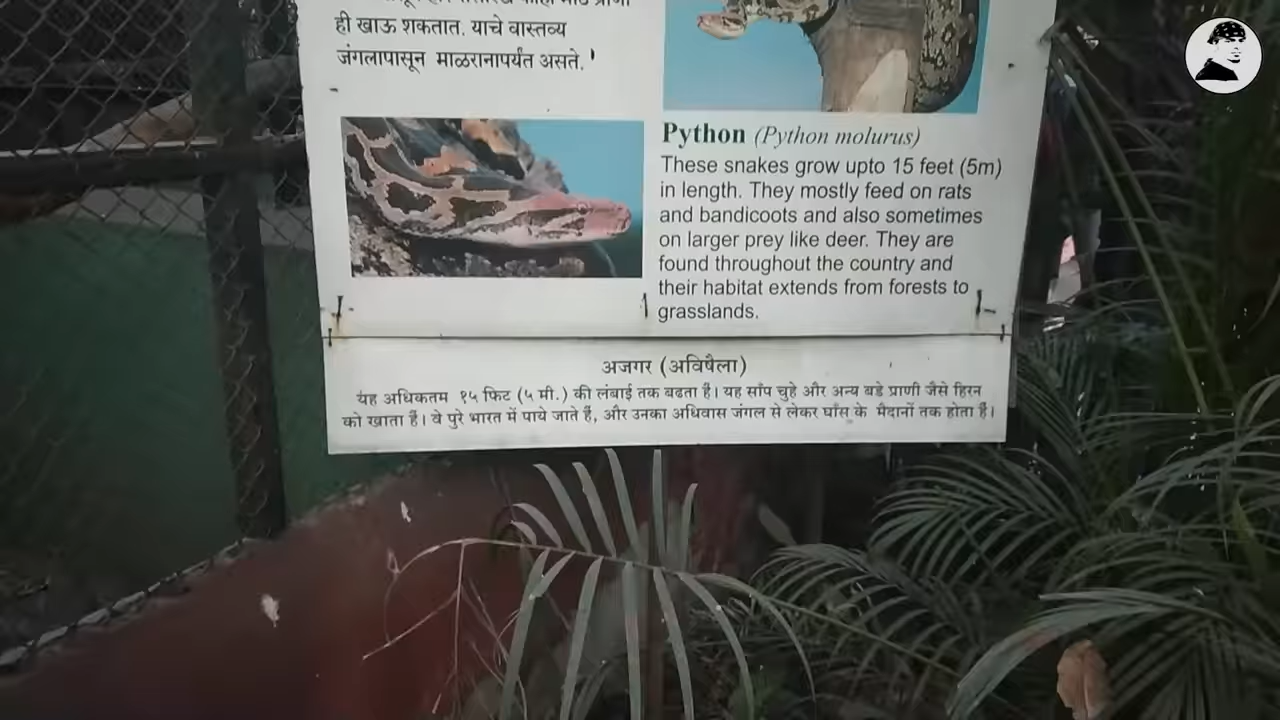 ही खाऊ शकतात. याचे वास्तव्य
जंगलापासून माळरानापर्यंत असते.'
Python (Python molurus)
These snakes grow upto 15 feet (5m)
in length. They mostly feed on rats
and bandicoots and also sometimes
on larger prey like deer. They are
found throughout the country and
their habitat extends from forests to
grasslands.
अजगर (अविषैला)
यह अधिकतम १५ फिट (५ मी.) की लंबाई तक बढता है। यह साँप चुहे और अन्य बडे प्राणी जैसे हिरन
को खाता है। वे पुरे भारत में पाये जाते हैं, और उनका अधिवास जंगल से लेकर घाँस के मैदानों तक होता हैं।